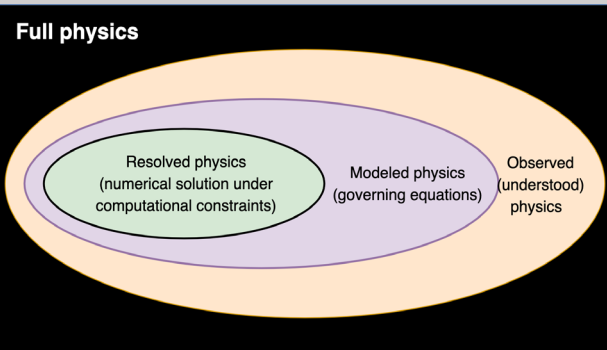 Full physics
Resolved physics
(numerical solution under
computational constraints)
Modeled physics
(governing equations)
Observed
(understood)
physics